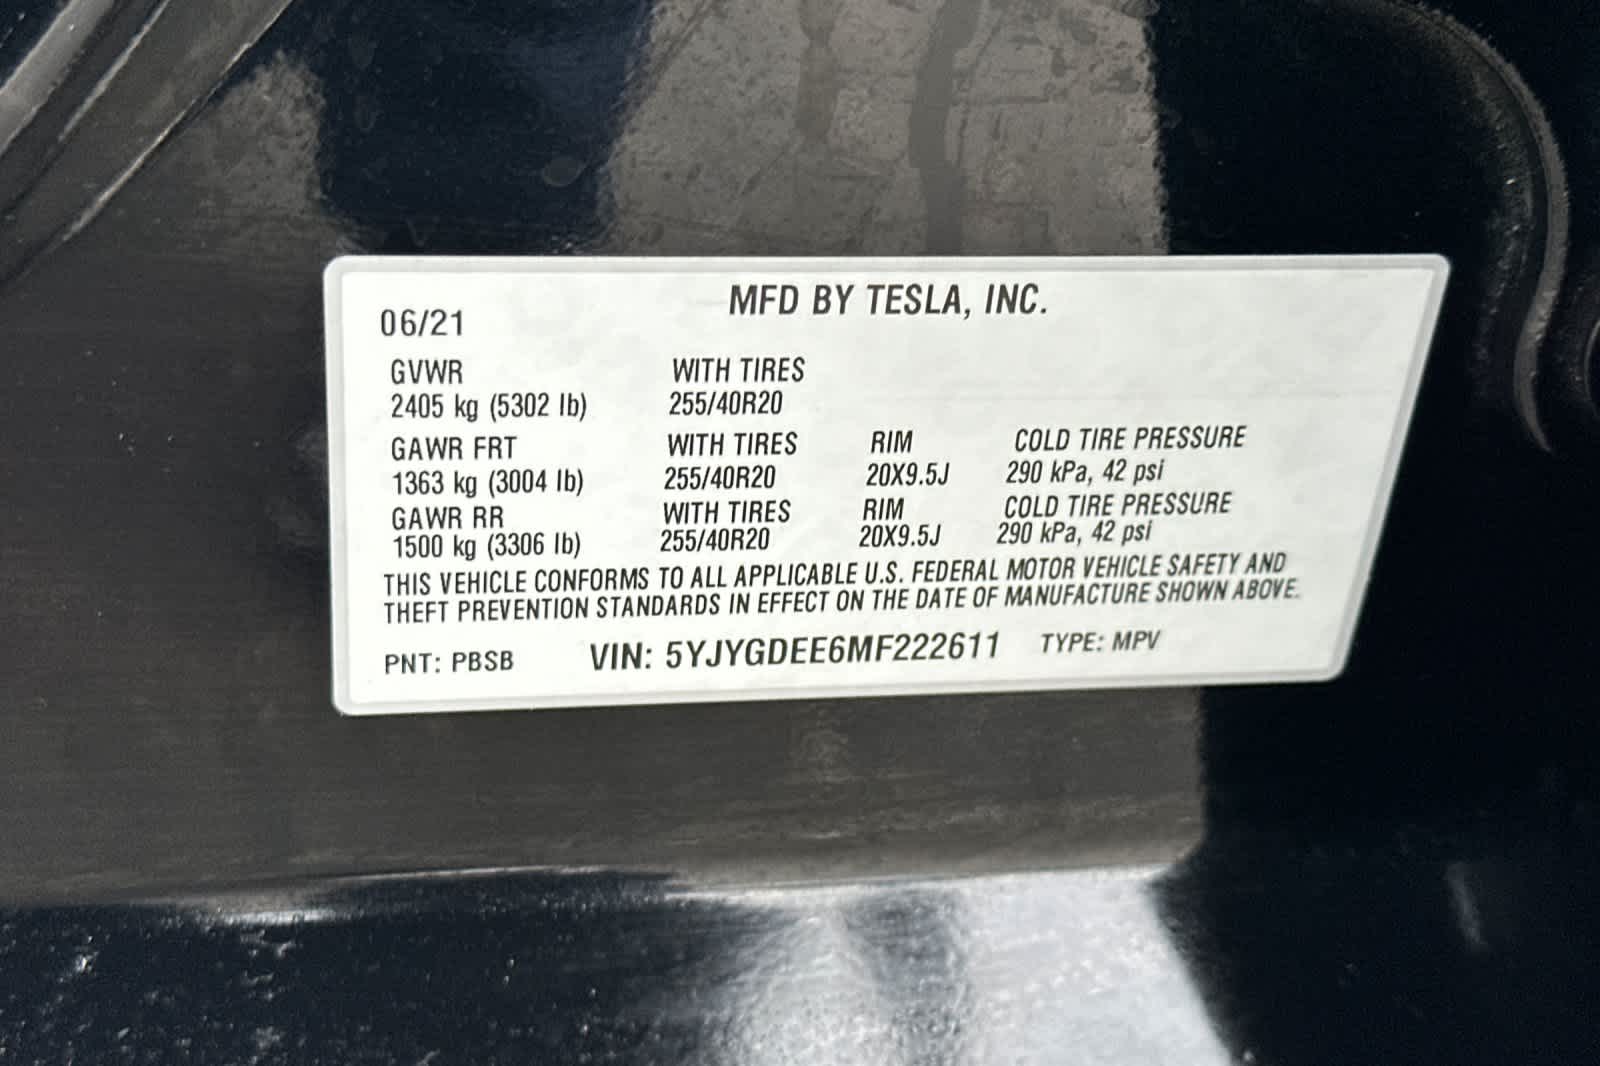 MFD BY TESLA, INC.
06/21
GVWR WITH TIRES
2405 kg (5302 lb) 255/40R20
GAWR FRT WITH TIRES RIM COLD TIRE PRESSURE
1363 kg (3004 lb) 255/40R20 20X9.5J 290 kPa, 42 psi
GAWR RR WITH TIRES RIM COLD TIRE PRESSURE
1500 kg (3306 lb) 255/40R20 20X9.5J 290 kPa, 42 psi
THIS VEHICLE CONFORMS TO ALL APPLICABLE U.S. FEDERAL MOTOR VEHICLE SAFETY AND
THEFT PREVENTION STANDARDS IN EFFECT ON THE DATE OF MANUFACTURE SHOWN ABOVE.
PNT: PBSB VIN: 5YJYGDEE6MF222611 TYPE: MPV